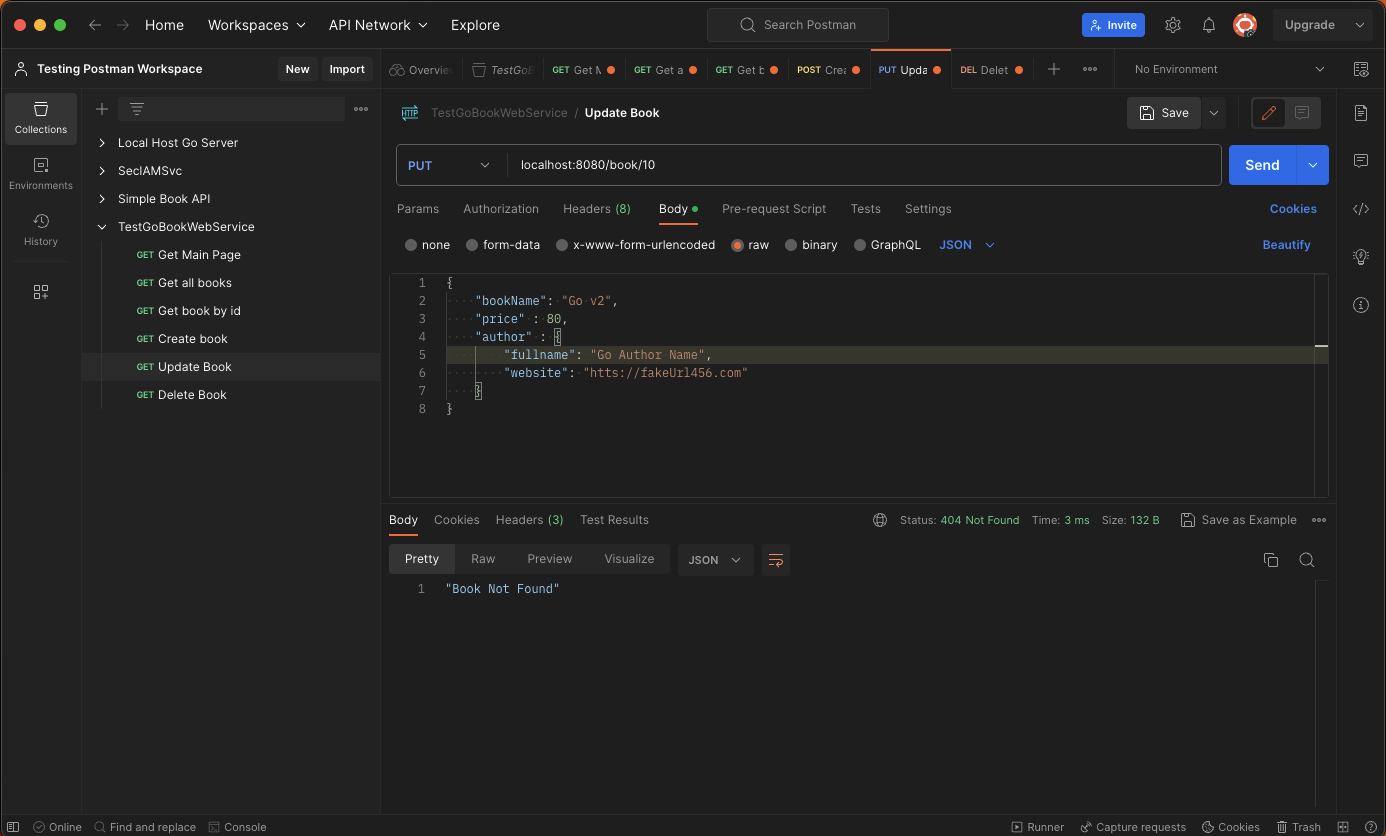 Home Workspaces API Network Explore Search Postman Invite Upgrade
Testing Postman Workspace New Import Overvie TestGoB GET Get M GET Get a GET Get b POST Crea PUT Upda DEL Delet No Environment
Collections
Environments
History
Local Host Go Server
SecIAMSvc
Simple Book API
TestGoBookWebService
GET Get Main Page
GET Get all books
GET Get book by id
GET Create book
GET Update Book
GET Delete Book
HTTP TestGoBookWebService / Update Book Save
PUT localhost:8080/book/10 Send
Params Authorization Headers (8) Body Pre-request Script Tests Settings Cookies
none form-data x-www-form-urlencoded raw binary GraphQL JSON Beautify
1 {
2 "bookName": "Go v2",
3 "price" : 80,
4 "author" : {
5 "fullname": "Go Author Name",
6 "website": "htts://fakeUrl456.com"
7 }
8 }
Body Cookies Headers (3) Test Results Status: 404 Not Found Time: 3 ms Size: 132 B Save as Example
Pretty Raw Preview Visualize JSON
1 "Book Not Found"
Online Find and replace Console Runner Capture requests Cookies Trash